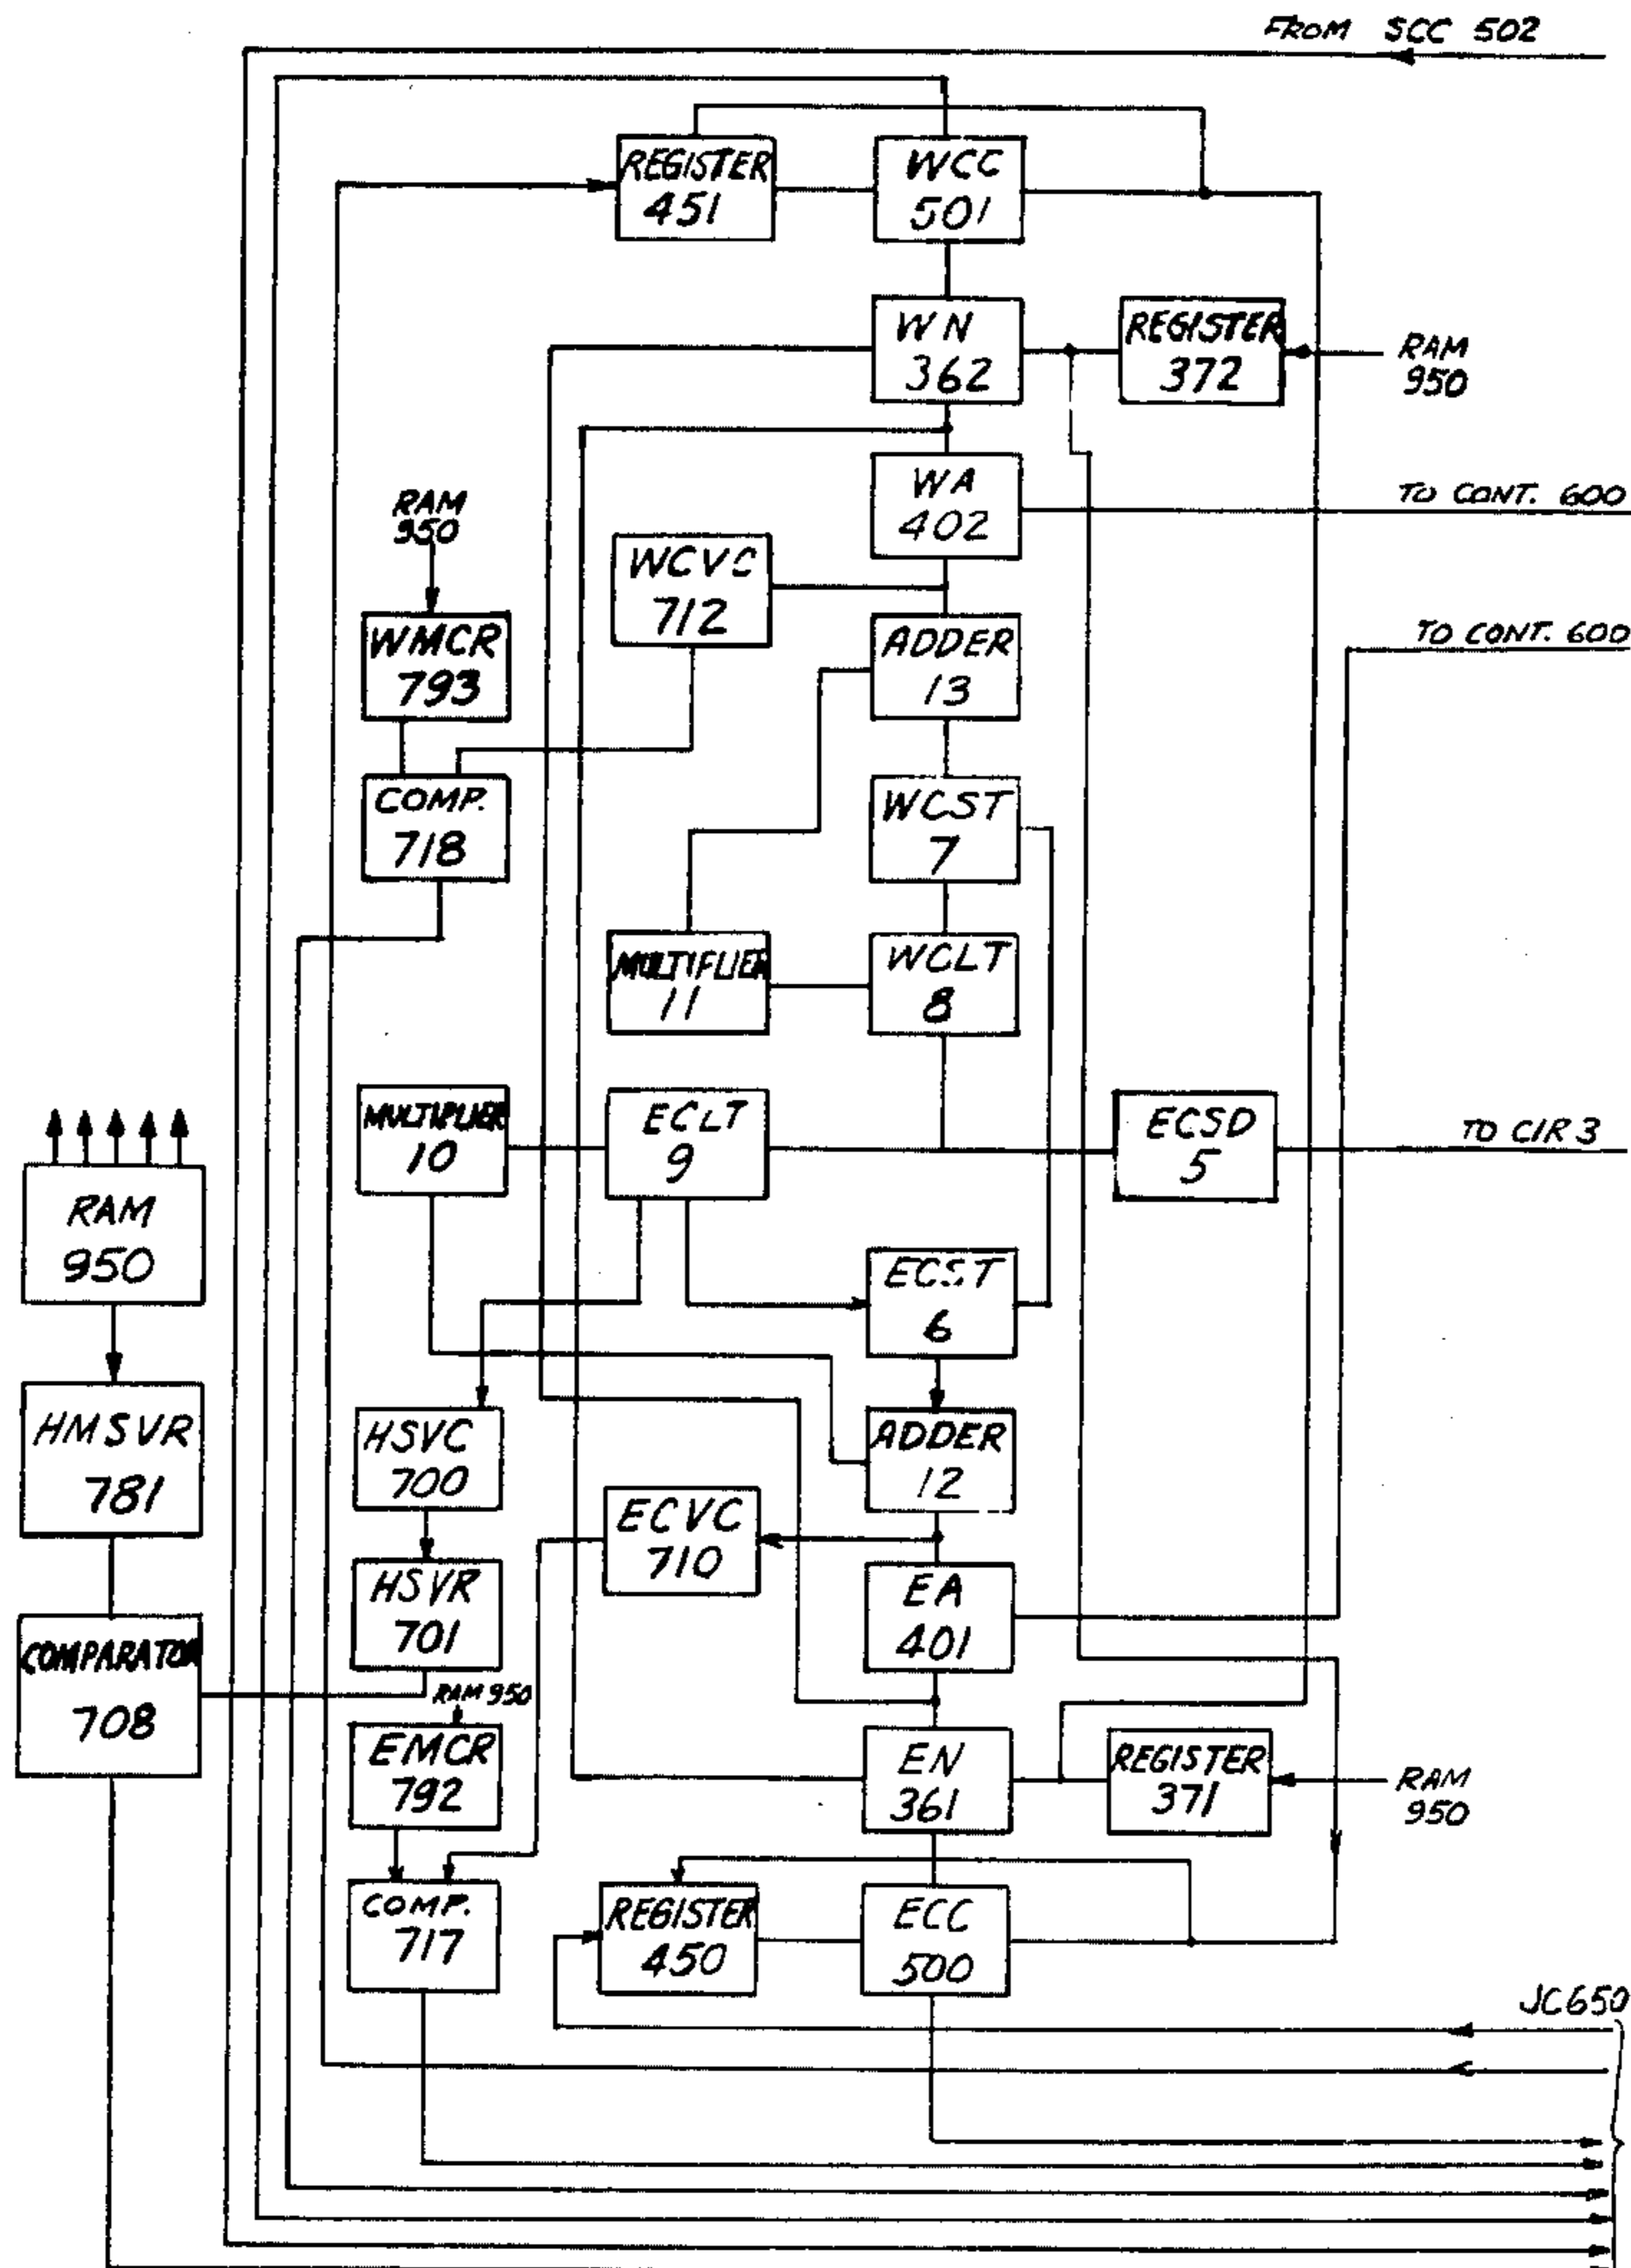 FROM SCC 502
REGISTER
451
WCC
501
WN
362
REGISTER
372
RAM
950
WA
402
TO CONT. 600
RAM
950
WCVC
712
TO CONT. 600
WMCR
793
ADDER
13
COMP.
718
WCST
7
MULTIPLIER
11
WCLT
8
MULTIPLIER
10
ECLT
9
ECSD
5
TO CIR 3
RAM
950
ECST
6
HMSVR
781
HSVC
700
ADDER
12
ECVC
710
HSVR
701
EA
401
COMPARATOR
708
RAM 950
EMCR
792
EN
361
REGISTER
371
RAM
950
COMP.
717
REGISTER
450
ECC
500
JC650